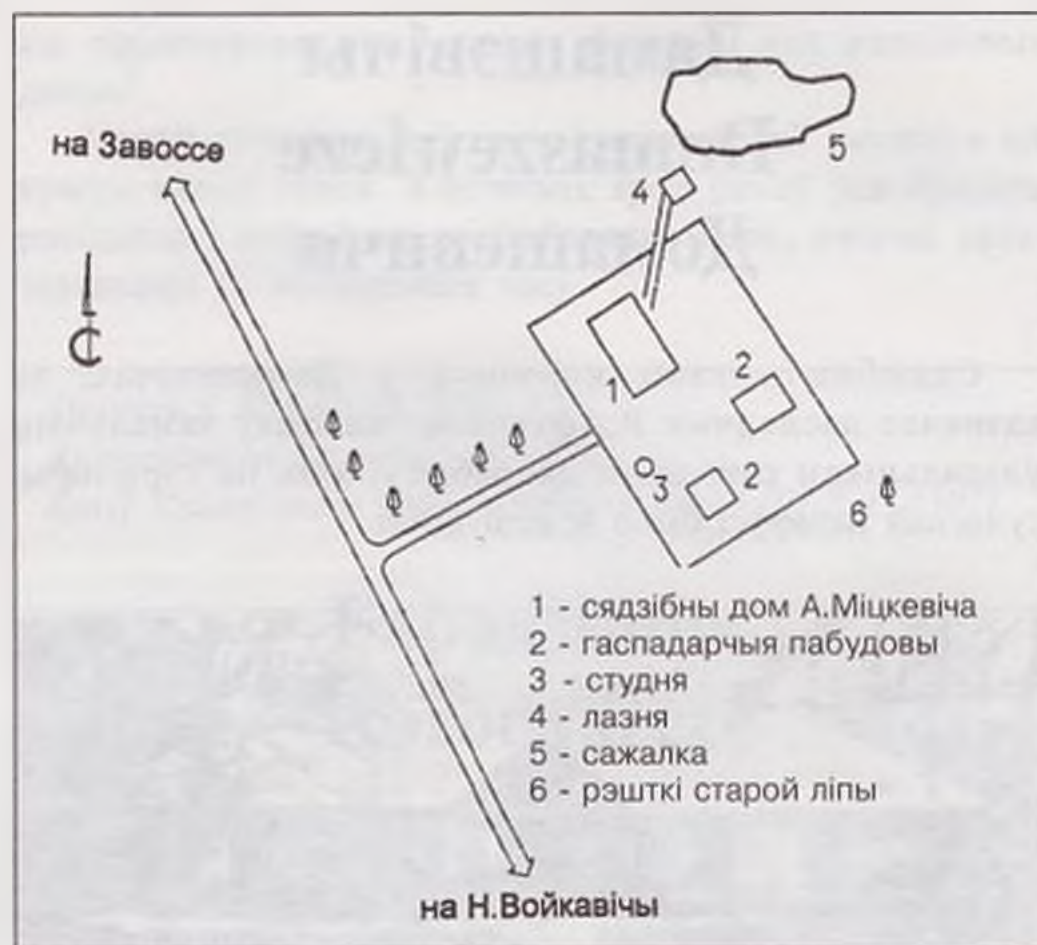 на Завоссе
С
5
4
1
2
3
2
6
1 - сядзібны дом А.Міцкевіча
2 - гаспадарчыя пабудовы
3 - студня
4 - лазня
5 - сажалка
6 - рэшткі старой ліпы
на Н.Войкавічы